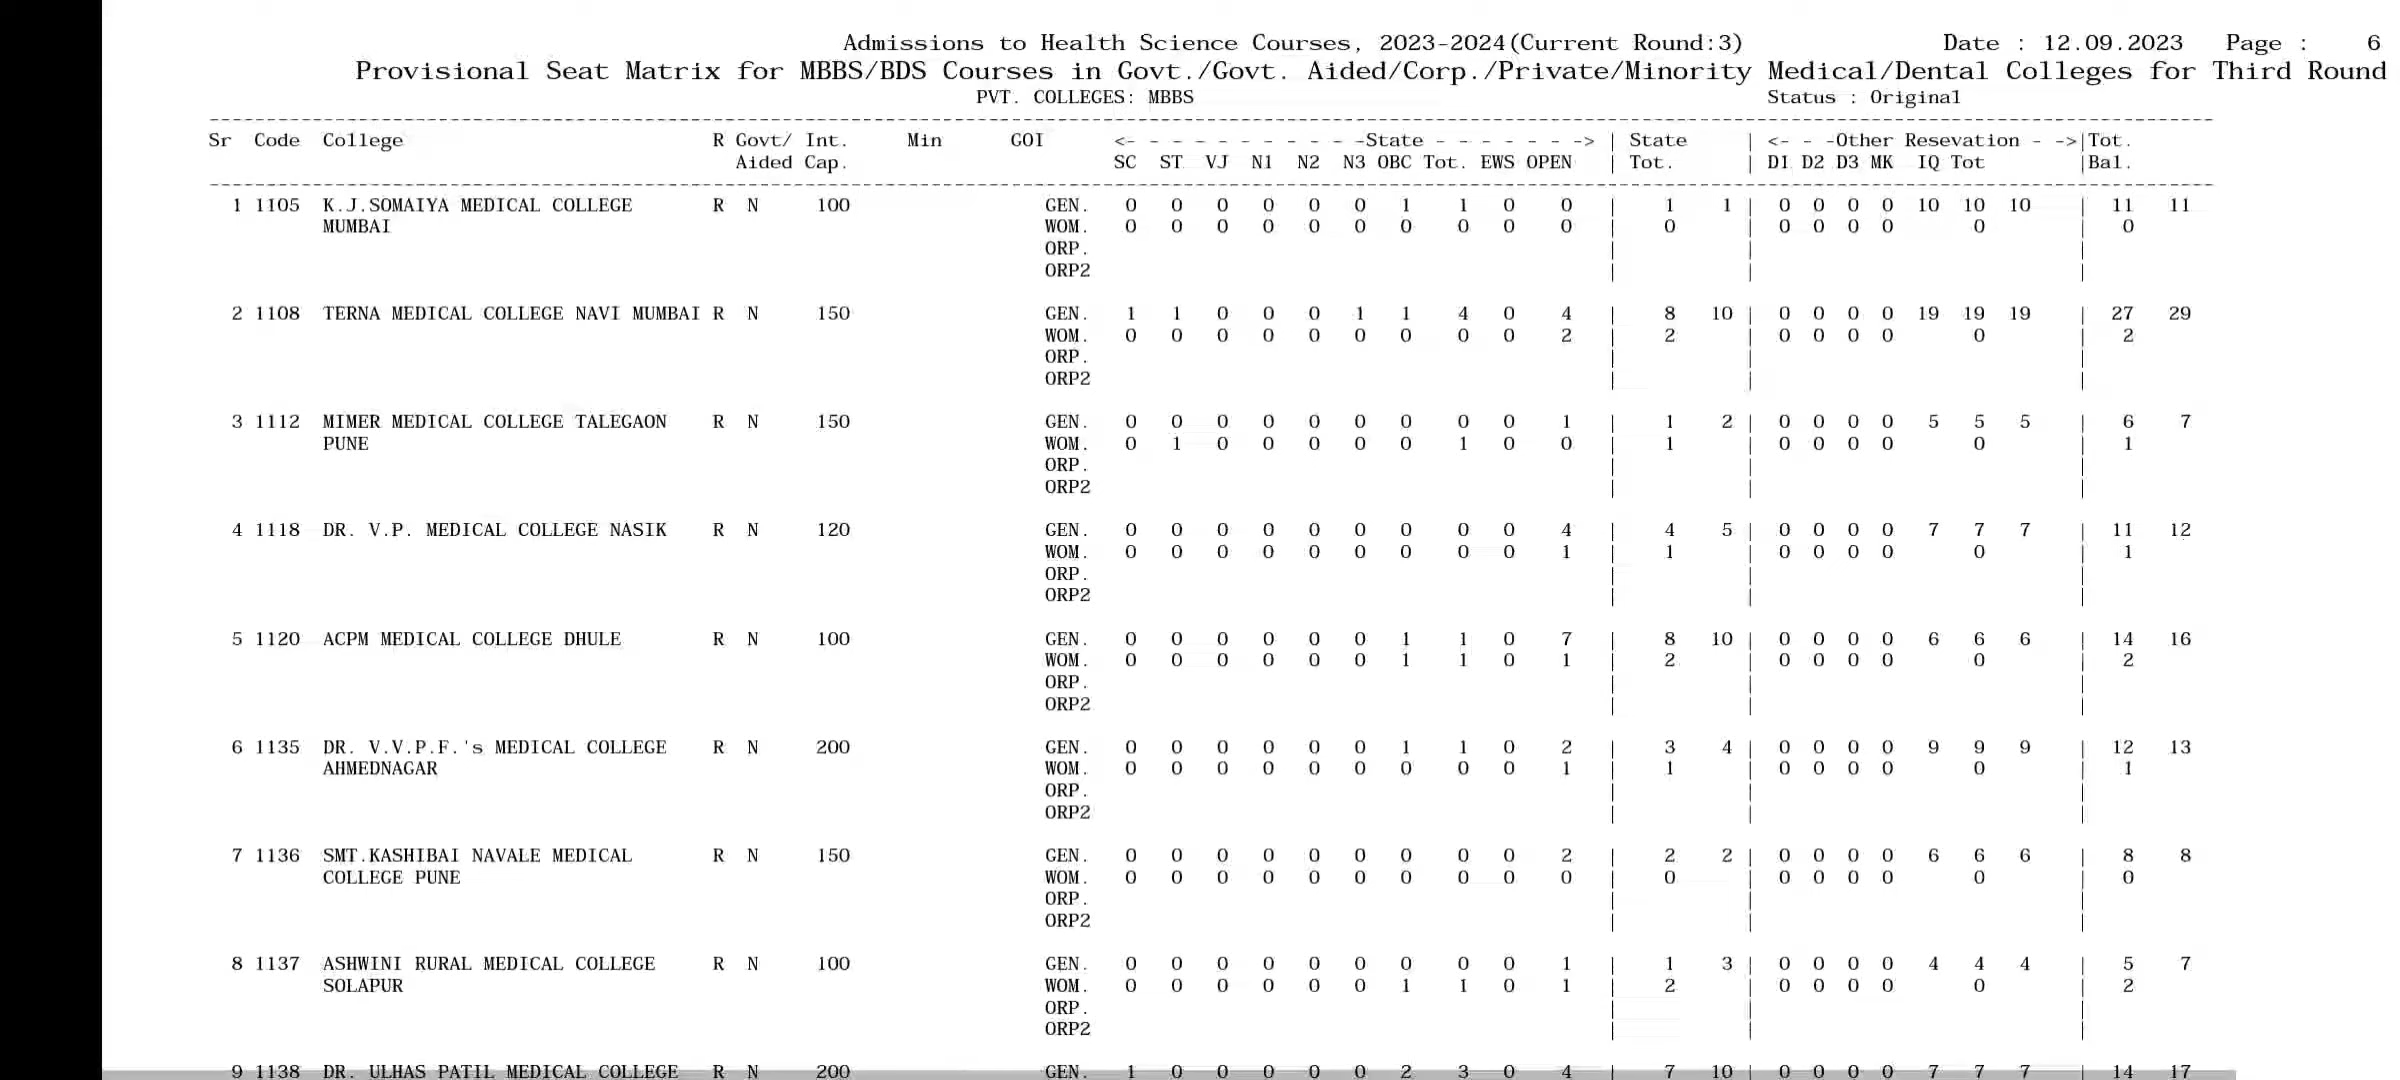 Admissions to Health Science Courses, 2023-2024(Current Round:3) Date : 12.09.2023 Page : 6
Provisional Seat Matrix for MBBS/BDS Courses in Govt./Govt. Aided/Corp./Private/Minority Medical/Dental Colleges for Third Round
PVT. COLLEGES: MBBS Status : Original
Sr Code College R Govt/ Int. Min GOI <- - - - - - - - - - -State - - - - - - -> | State | <- - -Other Resevation - ->|Tot.
Aided Cap. SC ST VJ N1 N2 N3 OBC Tot. EWS OPEN | Tot. | D1 D2 D3 MK IQ Tot |Bal.
1 1105 K.J.SOMAIYA MEDICAL COLLEGE R N 100 GEN. 0 0 0 0 0 0 1 1 0 0 | 1 1 | 0 0 0 0 10 10 10 | 11 11
MUMBAI WOM. 0 0 0 0 0 0 0 0 0 0 | 0 | 0 0 0 0 0 | 0
ORP. | | |
ORP2 | | |
2 1108 TERNA MEDICAL COLLEGE NAVI MUMBAI R N 150 GEN. 1 1 0 0 0 1 1 4 0 4 | 8 10 | 0 0 0 0 19 19 19 | 27 29
WOM. 0 0 0 0 0 0 0 0 0 2 | 2 | 0 0 0 0 0 | 2
ORP. | | |
ORP2 | | |
3 1112 MIMER MEDICAL COLLEGE TALEGAON R N 150 GEN. 0 0 0 0 0 0 0 0 0 1 | 1 2 | 0 0 0 0 5 5 5 | 6 7
PUNE WOM. 0 1 0 0 0 0 0 1 0 0 | 1 | 0 0 0 0 0 | 1
ORP. | | |
ORP2 | | |
4 1118 DR. V.P. MEDICAL COLLEGE NASIK R N 120 GEN. 0 0 0 0 0 0 0 0 0 4 | 4 5 | 0 0 0 0 7 7 7 | 11 12
WOM. 0 0 0 0 0 0 0 0 0 1 | 1 | 0 0 0 0 0 | 1
ORP. | | |
ORP2 | | |
5 1120 ACPM MEDICAL COLLEGE DHULE R N 100 GEN. 0 0 0 0 0 0 1 1 0 7 | 8 10 | 0 0 0 0 6 6 6 | 14 16
WOM. 0 0 0 0 0 0 1 1 0 1 | 2 | 0 0 0 0 0 | 2
ORP. | | |
ORP2 | | |
6 1135 DR. V.V.P.F.'s MEDICAL COLLEGE R N 200 GEN. 0 0 0 0 0 0 1 1 0 2 | 3 4 | 0 0 0 0 9 9 9 | 12 13
AHMEDNAGAR WOM. 0 0 0 0 0 0 0 0 0 1 | 1 | 0 0 0 0 0 | 1
ORP. | | |
ORP2 | | |
7 1136 SMT.KASHIBAI NAVALE MEDICAL R N 150 GEN. 0 0 0 0 0 0 0 0 0 2 | 2 2 | 0 0 0 0 6 6 6 | 8 8
COLLEGE PUNE WOM. 0 0 0 0 0 0 0 0 0 0 | 0 | 0 0 0 0 0 | 0
ORP. | | |
ORP2 | | |
8 1137 ASHWINI RURAL MEDICAL COLLEGE R N 100 GEN. 0 0 0 0 0 0 0 0 0 1 | 1 3 | 0 0 0 0 4 4 4 | 5 7
SOLAPUR WOM. 0 0 0 0 0 0 1 1 0 1 | 2 | 0 0 0 0 0 | 2
ORP. | | |
ORP2 | | |
9 1138 DR. ULHAS PATIL MEDICAL COLLEGE R N 200 GEN. 1 0 0 0 0 0 2 3 0 4 | 7 10 | 0 0 0 0 7 7 7 | 14 17